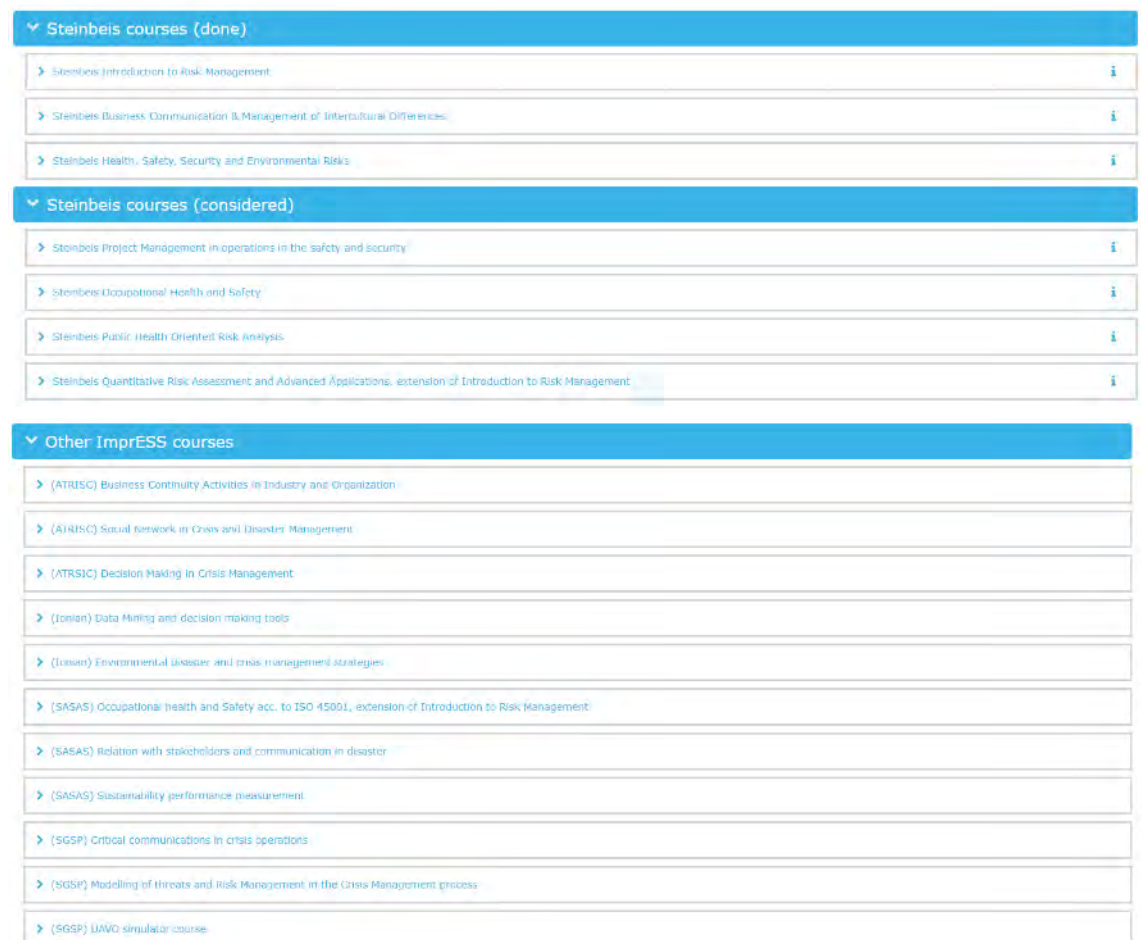 Steinbeis courses (done)
Steinbeis Introduction to Risk Management
Steinbeis Business Communication & Management of Intercultural Differences
Steinbeis Health, Safety, Security and Environmental Risks
Steinbeis courses (considered)
Steinbeis Project Management in operations in the safety and security
Steinbeis Occupational Health and Safety
Steinbeis Public Health Oriented Risk Analysis
Steinbeis Quantitative Risk Assessment and Advanced Applications, extension of Introduction to Risk Management
Other ImprESS courses
(ATRISC) Business Continuity Activities in Industry and Organization
(ATRISC) Social Network in Crisis and Disaster Management
(ATRSIC) Decision Making in Crisis Management
(Ionian) Data Mining and decision making tools
(Ionian) Environmental disaster and crisis management strategies
(SASAS) Occupational health and Safety acc. to ISO 45001, extension of Introduction to Risk Management
(SASAS) Relation with stakeholders and communication in disaster
(SASAS) Sustainability performance measurement
(SGSP) Critical communications in crisis operations
(SGSP) Modelling of threats and Risk Management in the Crisis Management process
(SGSP) UAVO simulator course